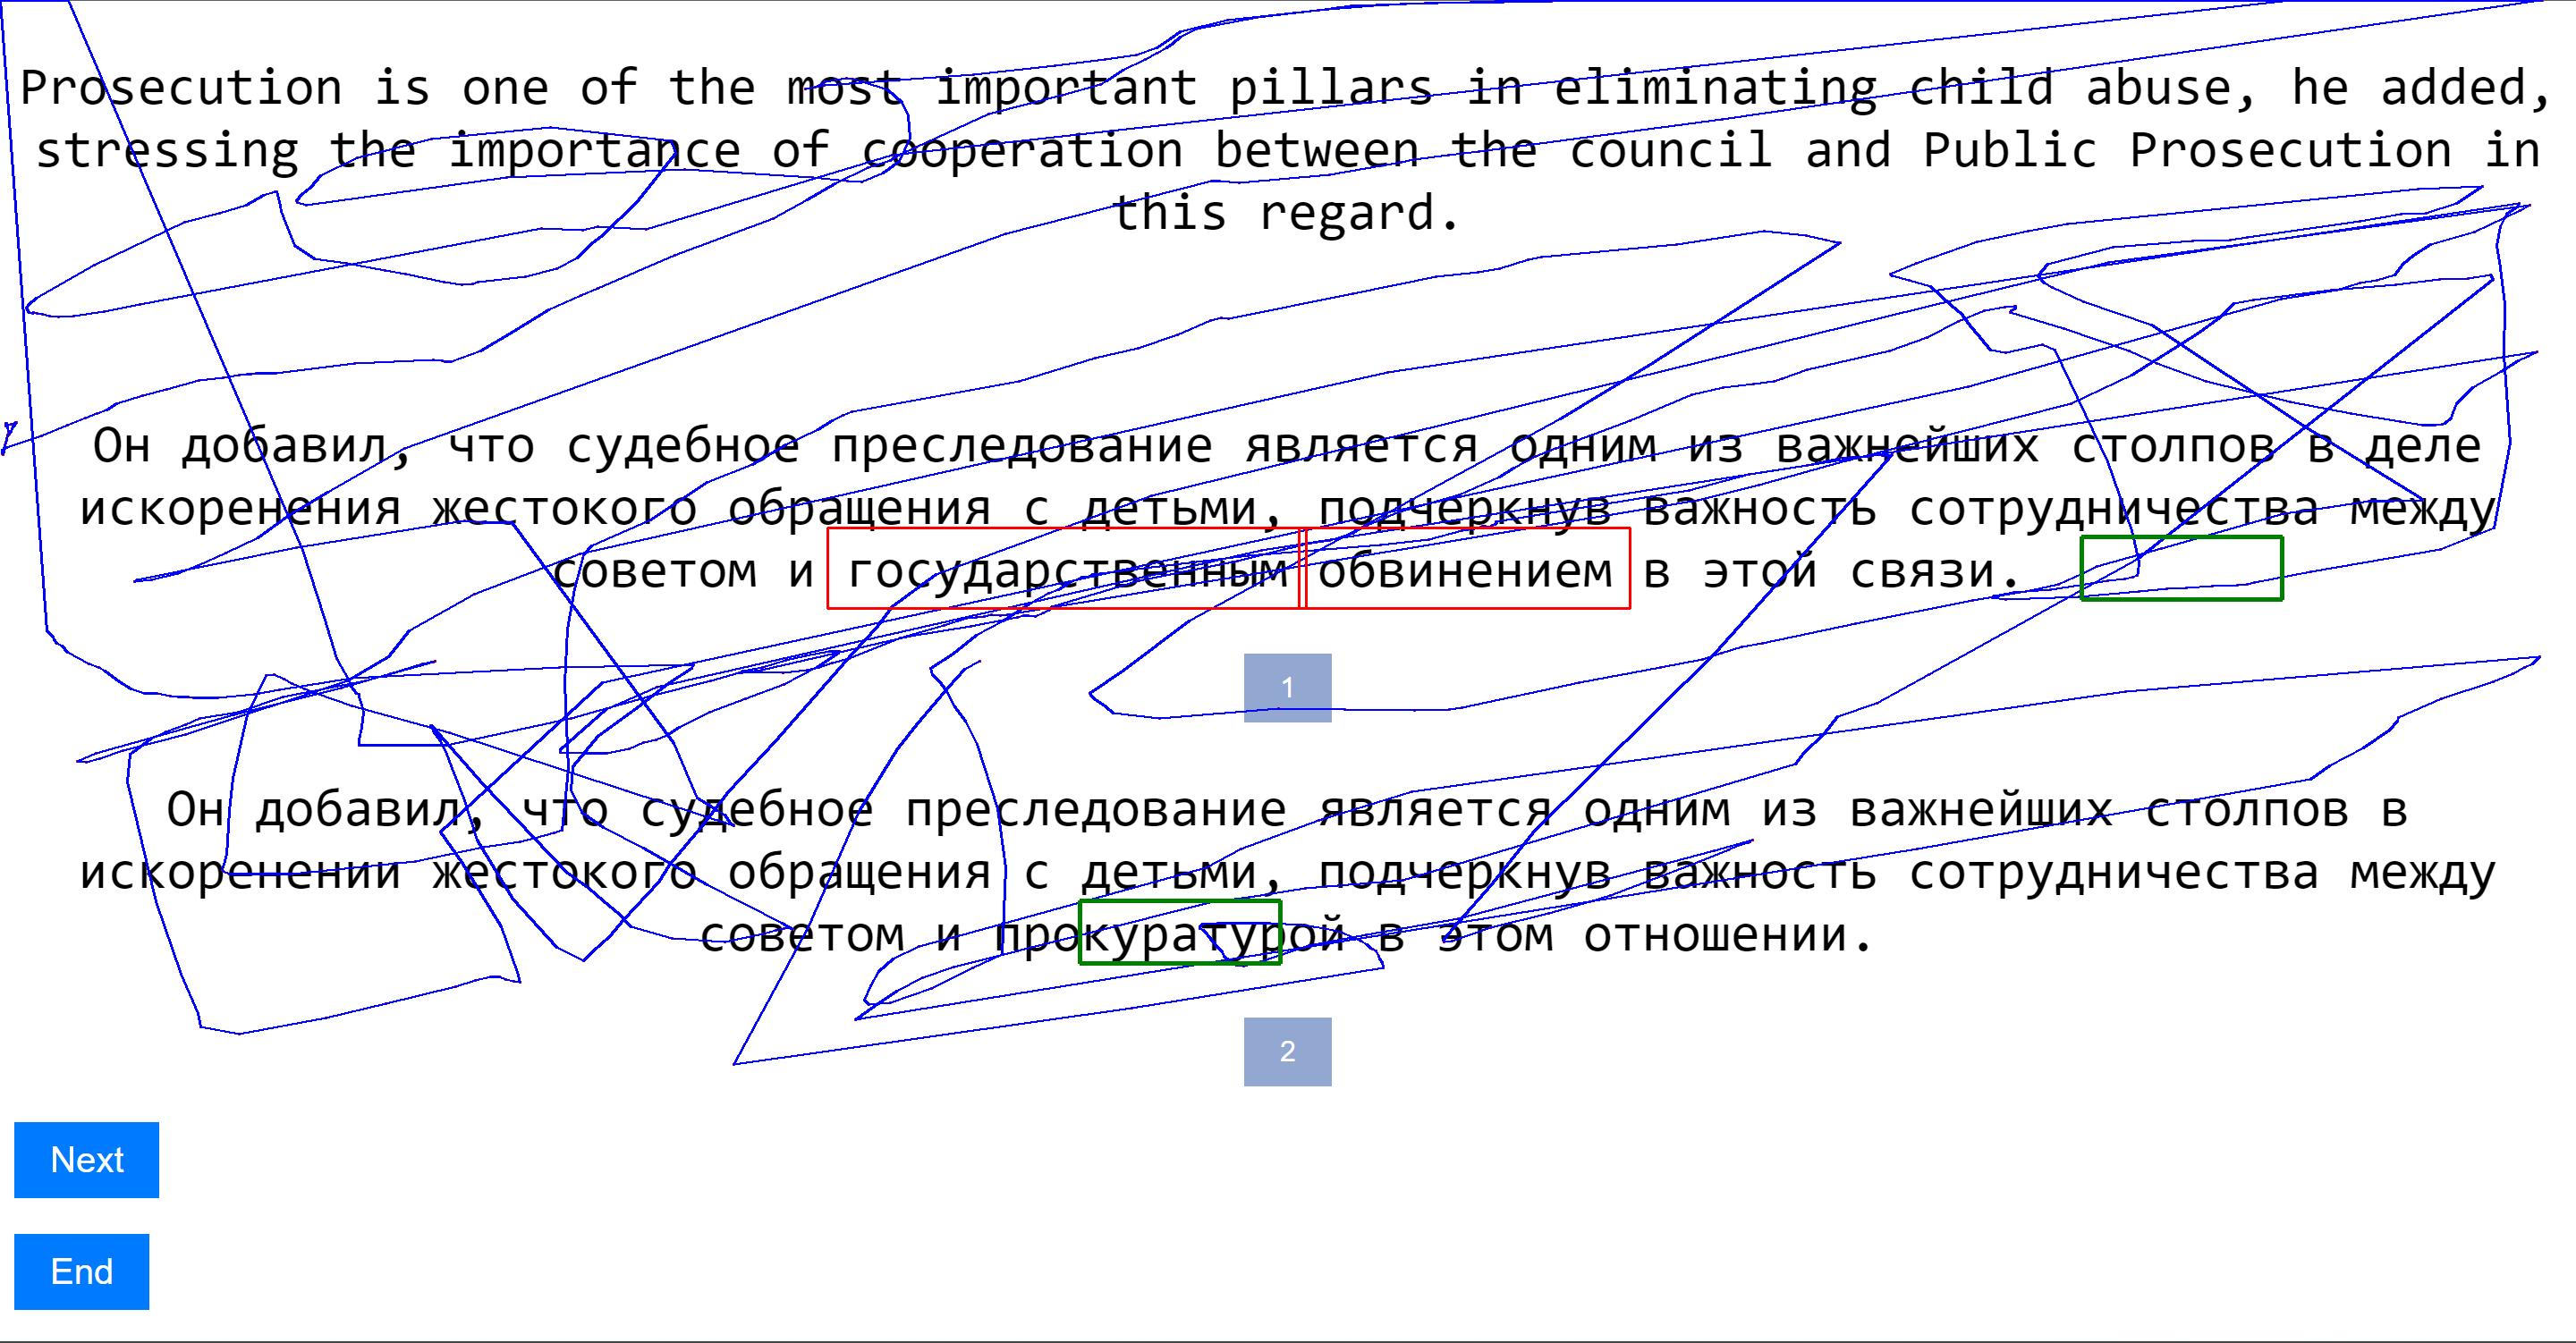 Prosecution is one of the most important pillars in eliminating child abuse, he added,
stressing the importance of cooperation between the council and Public Prosecution in
this regard.
Он добавил, что судебное преследование является одним из важнейших столпов в деле
искоренения жестокого обращения с детьми, подчеркнув важность сотрудничества между
советом и государственным обвинением в этой связи.
1
Он добавил, что судебное преследование является одним из важнейших столпов в
искоренении жестокого обращения с детьми, подчеркнув важность сотрудничества между
советом и прокуратурой в этом отношении.
2
Next
End